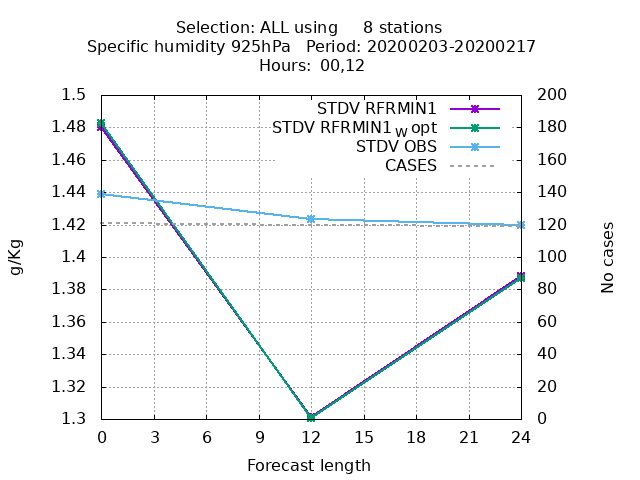 Selection: ALL using     8 stations
Specific humidity 925hPa   Period: 20200203-20200217
Hours: 00,12
STDV RFRMIN1
STDV RFRMIN1w opt
STDV OBS
CASES
1.5
1.48
1.46
1.44
1.42
1.4
1.38
1.36
1.34
1.32
1.3
g/Kg
200
180
160
140
120
100
80
60
40
20
0
No cases
0 3 6 9 12 15 18 21 24
Forecast length